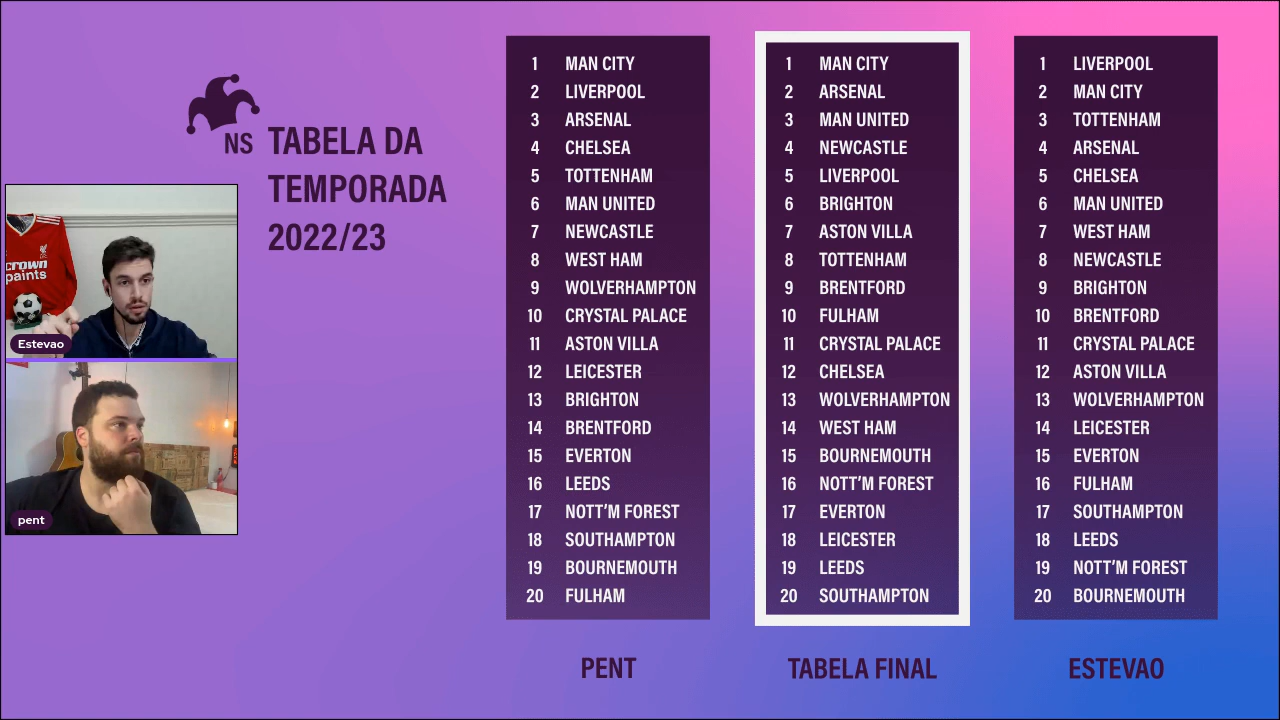 NS
TABELA DA
TEMPORADA
2022/23
crown
paints
Estevao
pent
1 MAN CITY
2 LIVERPOOL
3 ARSENAL
4 CHELSEA
5 TOTTENHAM
6 MAN UNITED
7 NEWCASTLE
8 WEST HAM
9 WOLVERHAMPTON
10 CRYSTAL PALACE
11 ASTON VILLA
12 LEICESTER
13 BRIGHTON
14 BRENTFORD
15 EVERTON
16 LEEDS
17 NOTT'M FOREST
18 SOUTHAMPTON
19 BOURNEMOUTH
20 FULHAM
PENT
1 MAN CITY
2 ARSENAL
3 MAN UNITED
4 NEWCASTLE
5 LIVERPOOL
6 BRIGHTON
7 ASTON VILLA
8 TOTTENHAM
9 BRENTFORD
10 FULHAM
11 CRYSTAL PALACE
12 CHELSEA
13 WOLVERHAMPTON
14 WEST HAM
15 BOURNEMOUTH
16 NOTT'M FOREST
17 EVERTON
18 LEICESTER
19 LEEDS
20 SOUTHAMPTON
TABELA FINAL
1 LIVERPOOL
2 MAN CITY
3 TOTTENHAM
4 ARSENAL
5 CHELSEA
6 MAN UNITED
7 WEST HAM
8 NEWCASTLE
9 BRIGHTON
10 BRENTFORD
11 CRYSTAL PALACE
12 ASTON VILLA
13 WOLVERHAMPTON
14 LEICESTER
15 EVERTON
16 FULHAM
17 SOUTHAMPTON
18 LEEDS
19 NOTT'M FOREST
20 BOURNEMOUTH
ESTEVAO